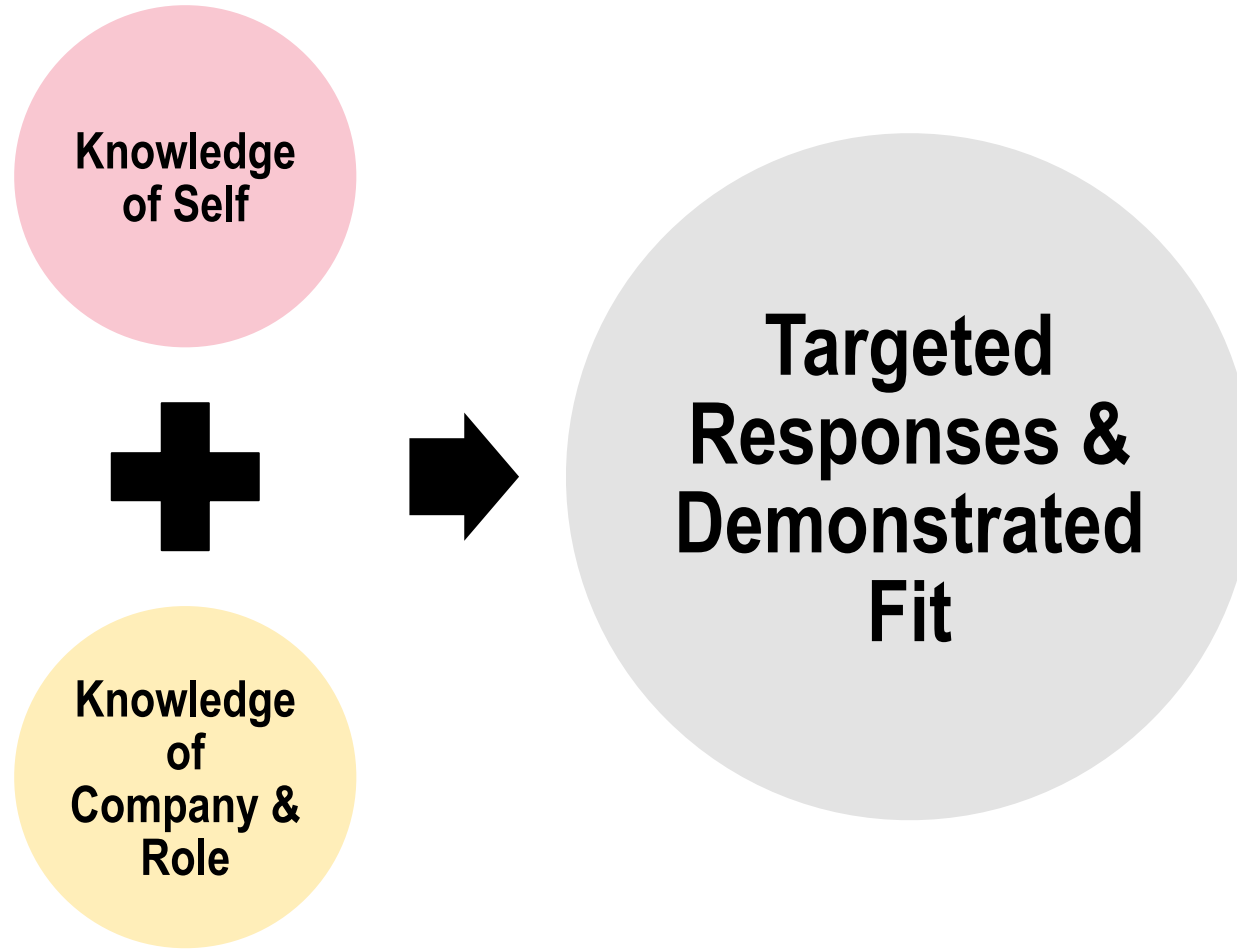 Knowledge
of Self
Knowledge
of
Company &
Role
Targeted
Responses &
Demonstrated
Fit